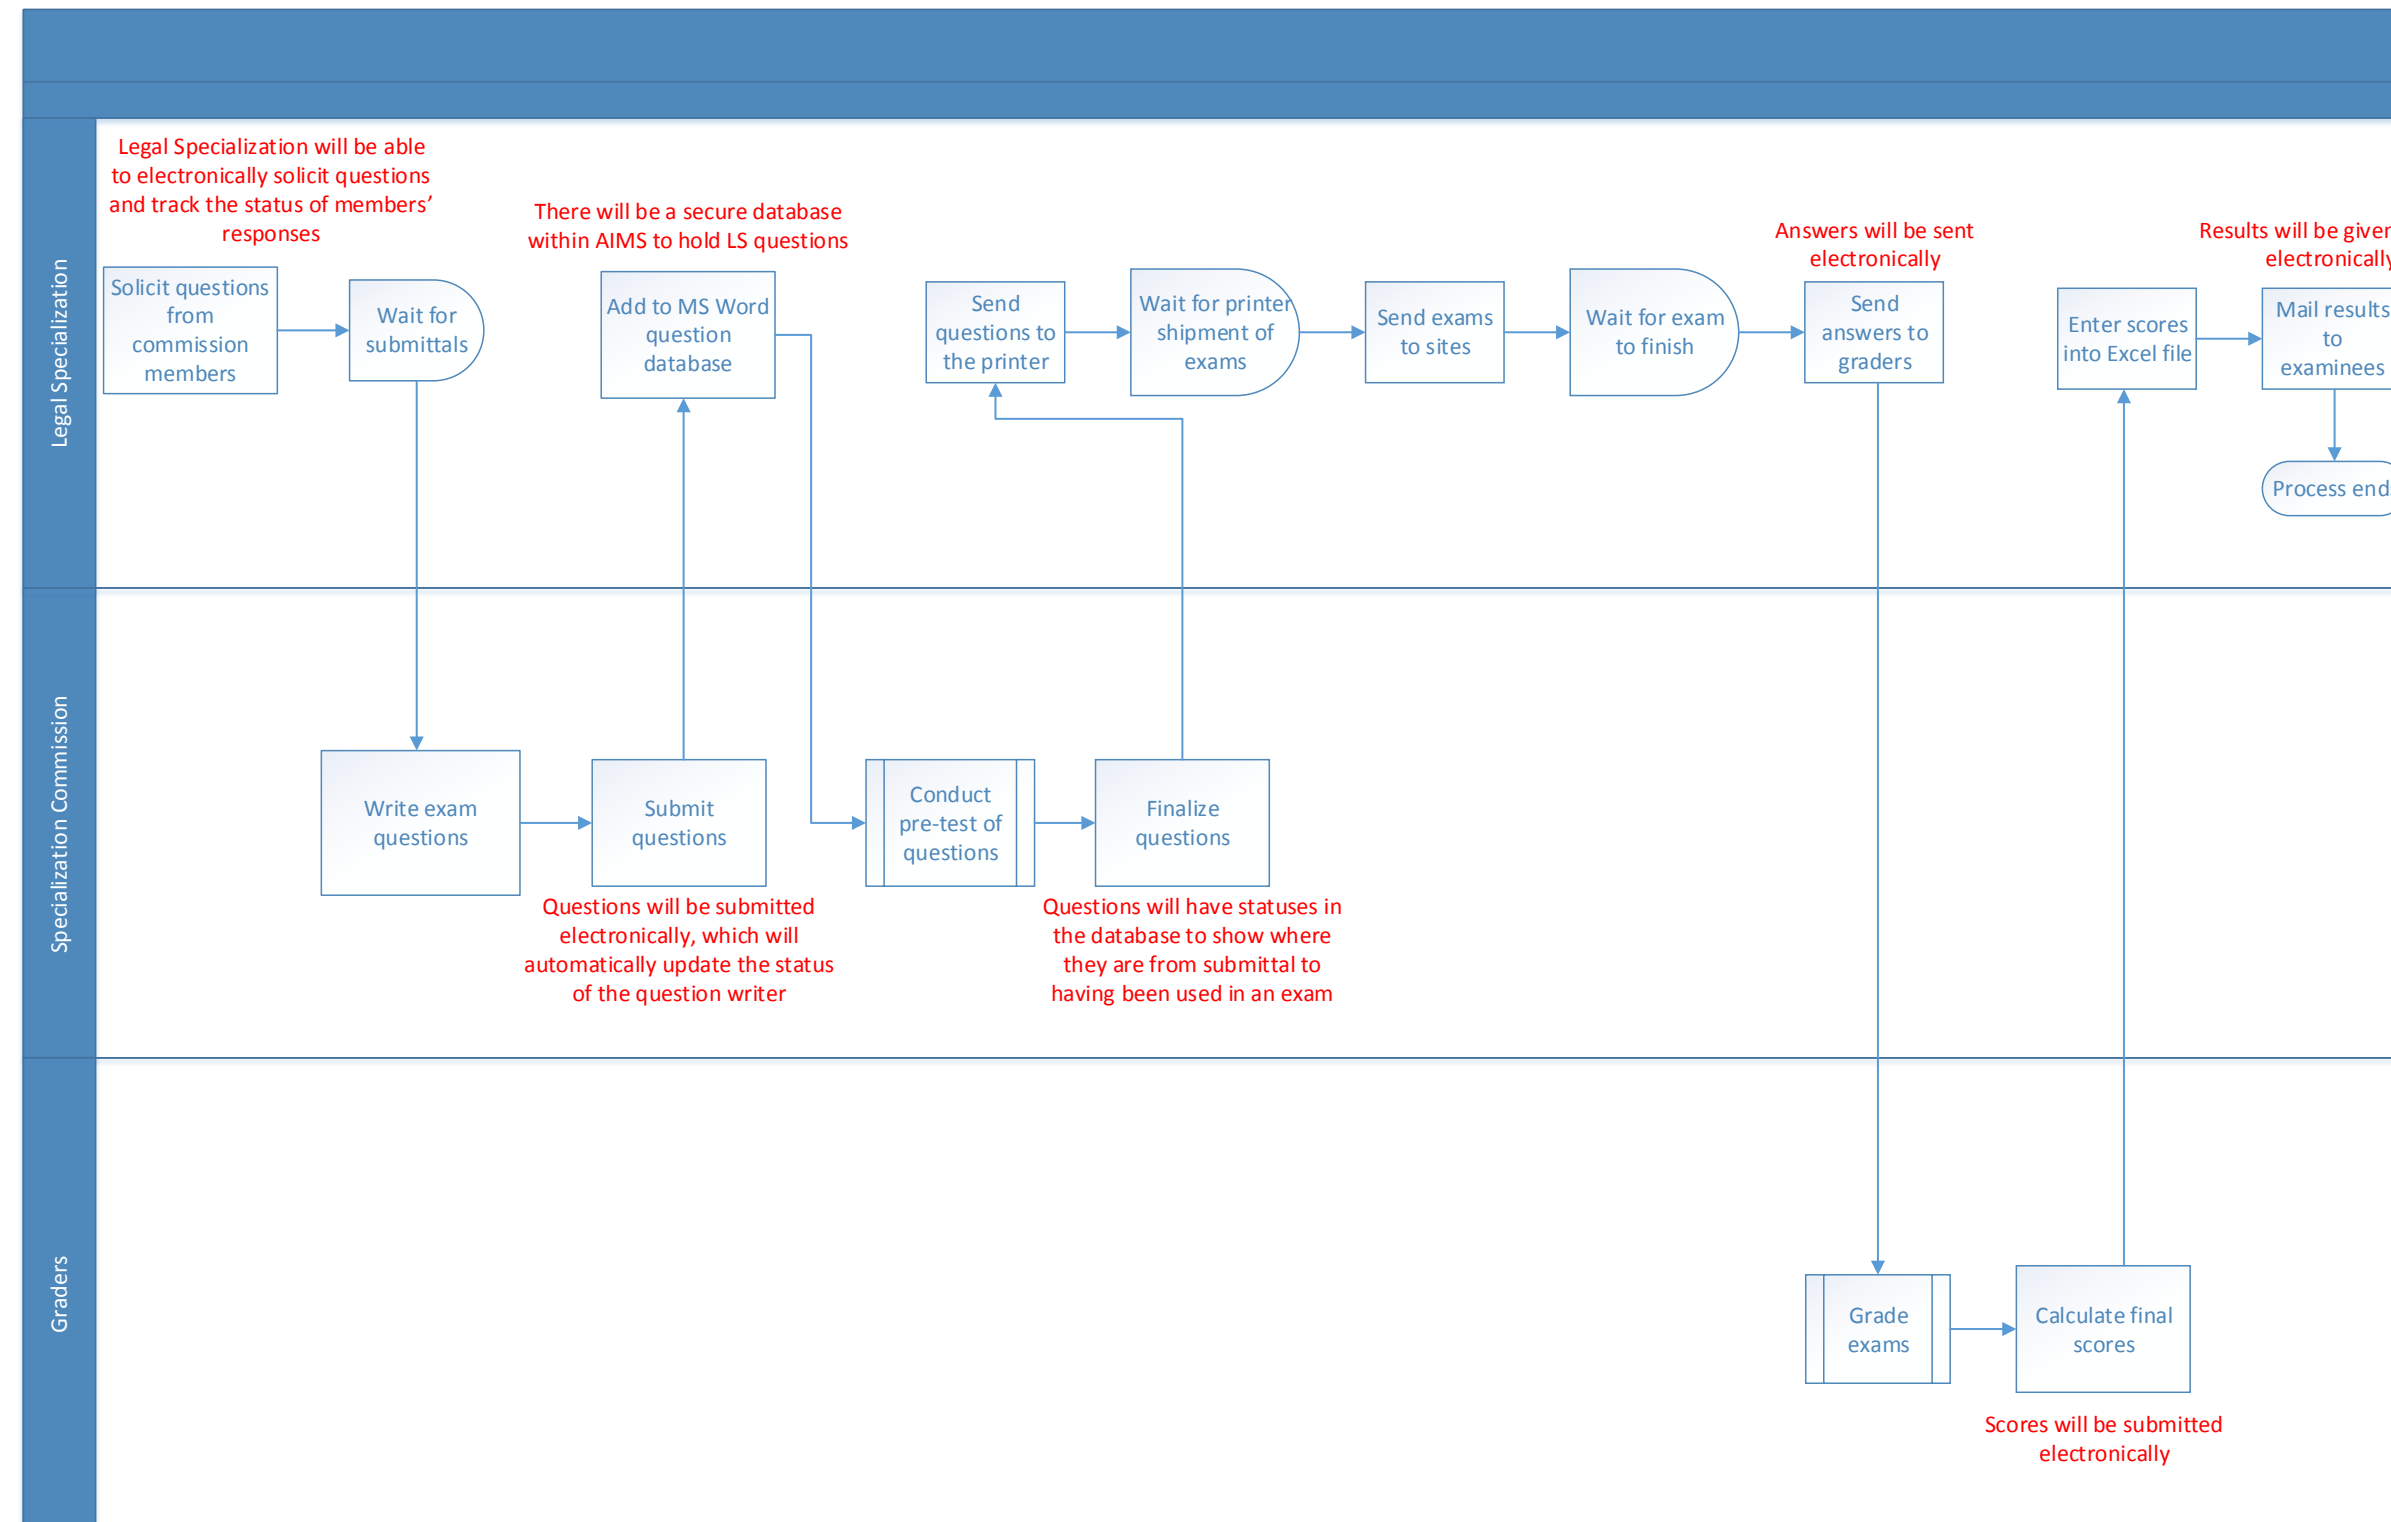 Legal Specialization
Legal Specialization will be able
to electronically solicit questions
and track the status of members’
responses
Solicit questions
from
commission
members
Wait for
submittals
There will be a secure database
within AIMS to hold LS questions
Add to MS Word
question
database
Send
questions to
the printer
Wait for printer
shipment of
exams
Send exams
to sites
Wait for exam
to finish
Answers will be sent
electronically
Send
answers to
graders
Enter scores
into Excel file
Results will be given
electronically
Mail results
to
examinees
Process end
Specialization Commission
Write exam
questions
Submit
questions
Questions will be submitted
electronically, which will
automatically update the status
of the question writer
Conduct
pre-test of
questions
Finalize
questions
Questions will have statuses in
the database to show where
they are from submittal to
having been used in an exam
Graders
Grade
exams
Calculate final
scores
Scores will be submitted
electronically